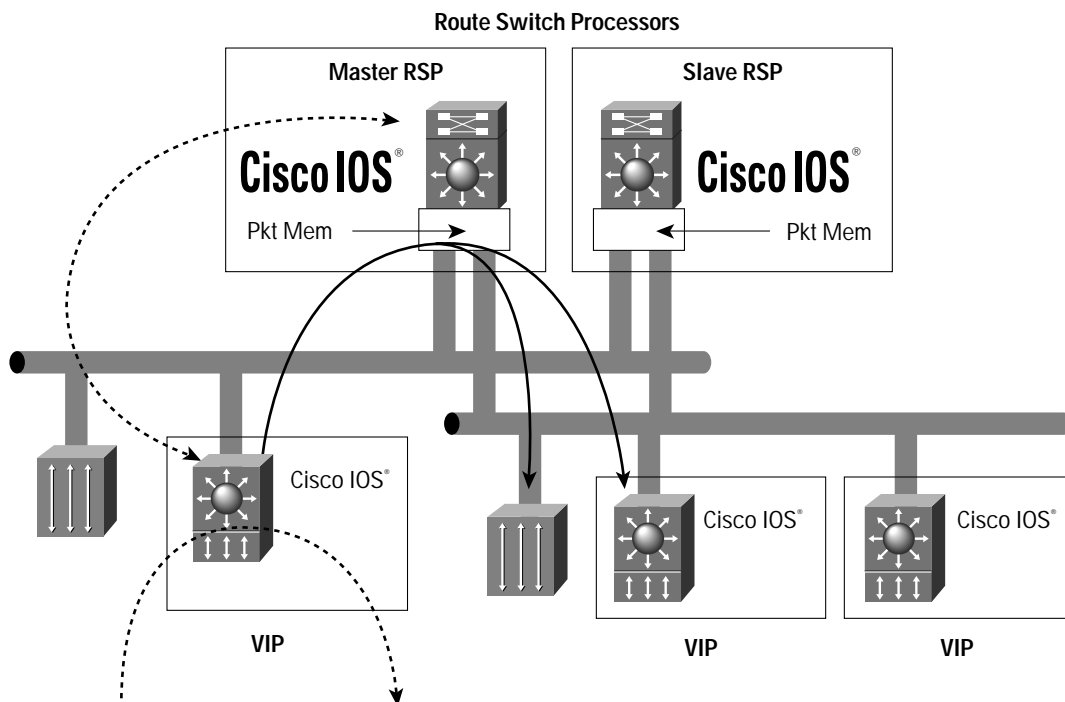 Route Switch Processors
Master RSP
Slave RSP
Cisco IOS®
Cisco IOS®
Pkt Mem
Pkt Mem
Cisco IOS®
Cisco IOS®
Cisco IOS®
VIP
VIP
VIP